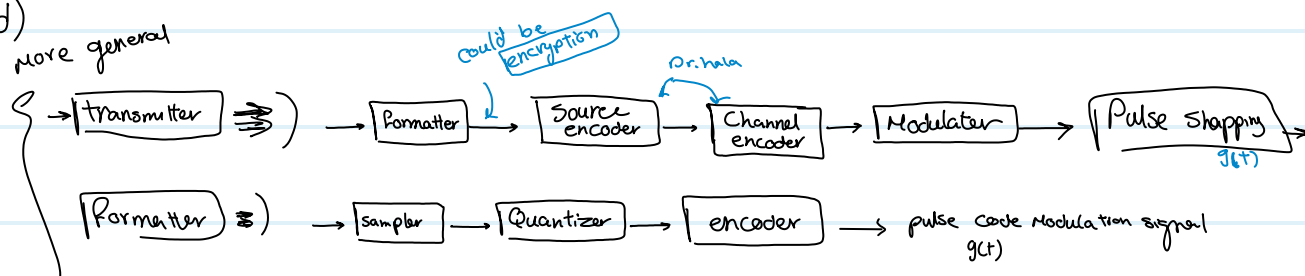 d)
More general
could be
encryption
Dr.hala
transmitter
formatter
Source
encoder
Channel
encoder
Modulater
Pulse shapping
g(t)
Formatter
sampler
Quantizer
encoder
pulse code modulation signal
g(t)